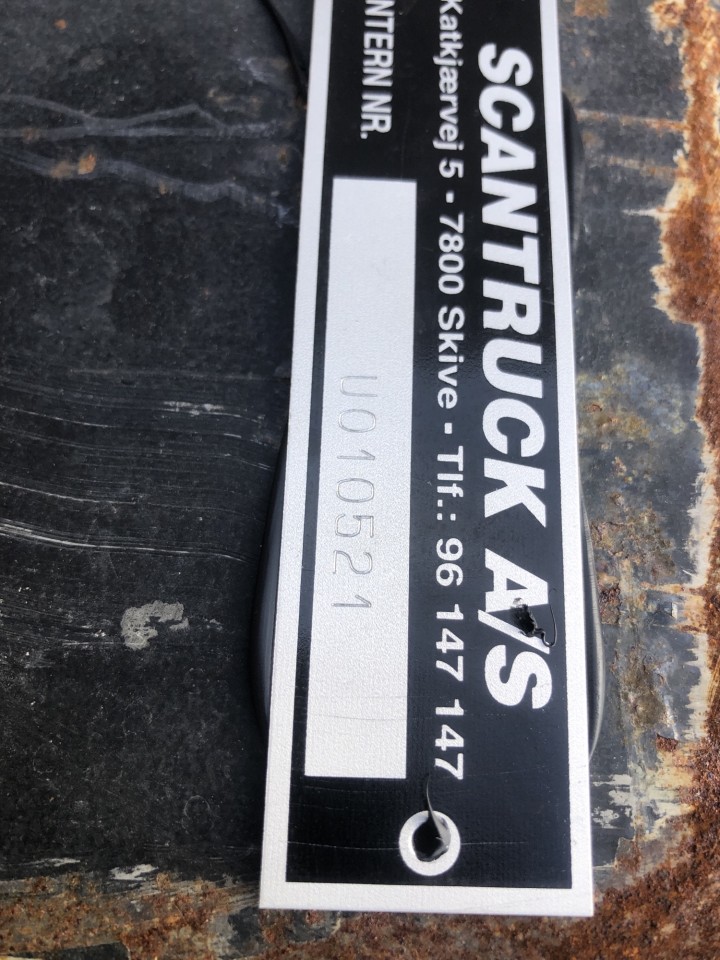 SCANTRUCK A/S
Katkjærvej 5 - 7800 Skive - Tlf.: 96 147 147
INTERN NR.
U010521